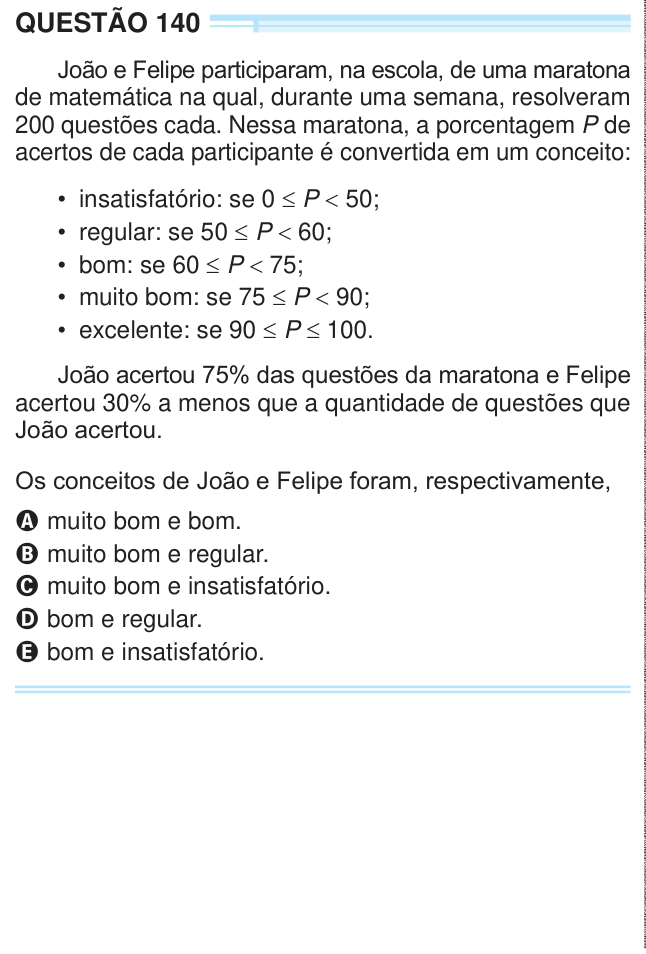 QUESTÃO 140
João e Felipe participaram, na escola, de uma maratona
de matemática na qual, durante uma semana, resolveram
200 questões cada. Nessa maratona, a porcentagem P de
acertos de cada participante é convertida em um conceito:
• insatisfatório: se 0 ≤ P < 50;
• regular: se 50 ≤ P < 60;
• bom: se 60 ≤ P < 75;
• muito bom: se 75 ≤ P < 90;
• excelente: se 90 ≤ P ≤ 100.
João acertou 75% das questões da maratona e Felipe
acertou 30% a menos que a quantidade de questões que
João acertou.
Os conceitos de João e Felipe foram, respectivamente,
A muito bom e bom.
B muito bom e regular.
C muito bom e insatisfatório.
D bom e regular.
E bom e insatisfatório.